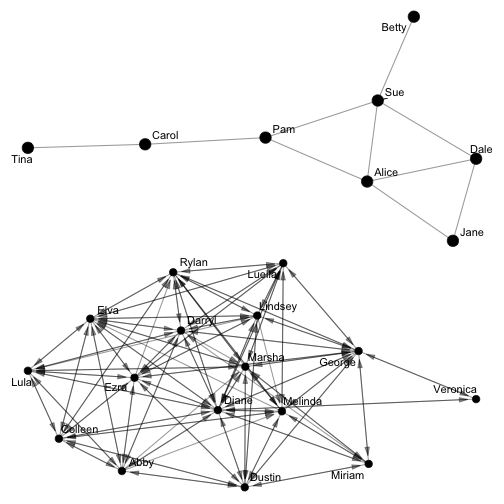 Betty
Sue
Pam
Carol
Tina
Dale
Alice
Jane
Rylan
Luella
Elva
Lindsey
Darryl
Marsha
George
Lula
Ezra
Veronica
Diane
Melinda
Colleen
Abby
Dustin
Miriam